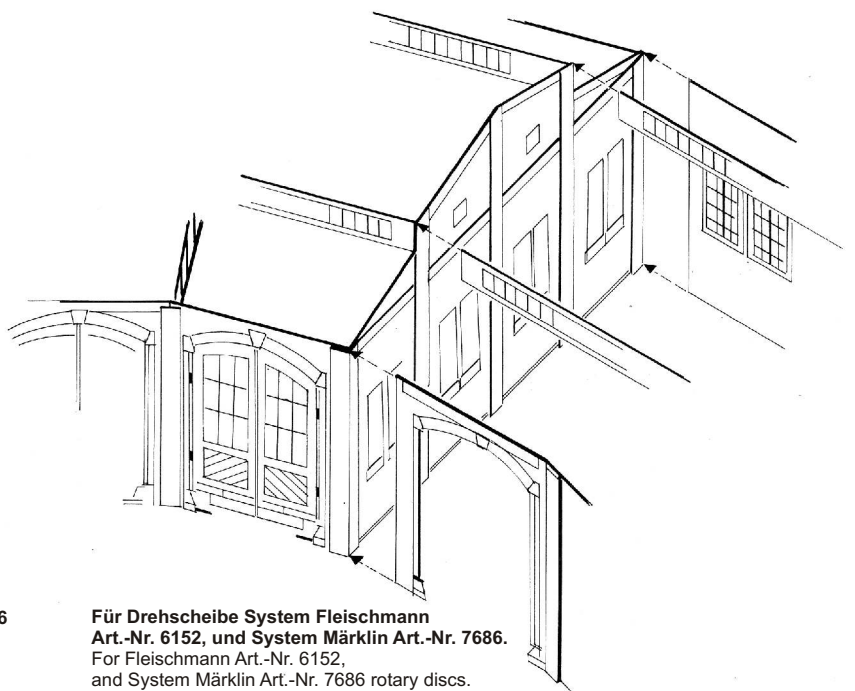 6
Für Drehscheibe System Fleischmann
Art.-Nr. 6152, und System Märklin Art.-Nr. 7686.
For Fleischmann Art.-Nr. 6152,
and System Märklin Art.-Nr. 7686 rotary discs.